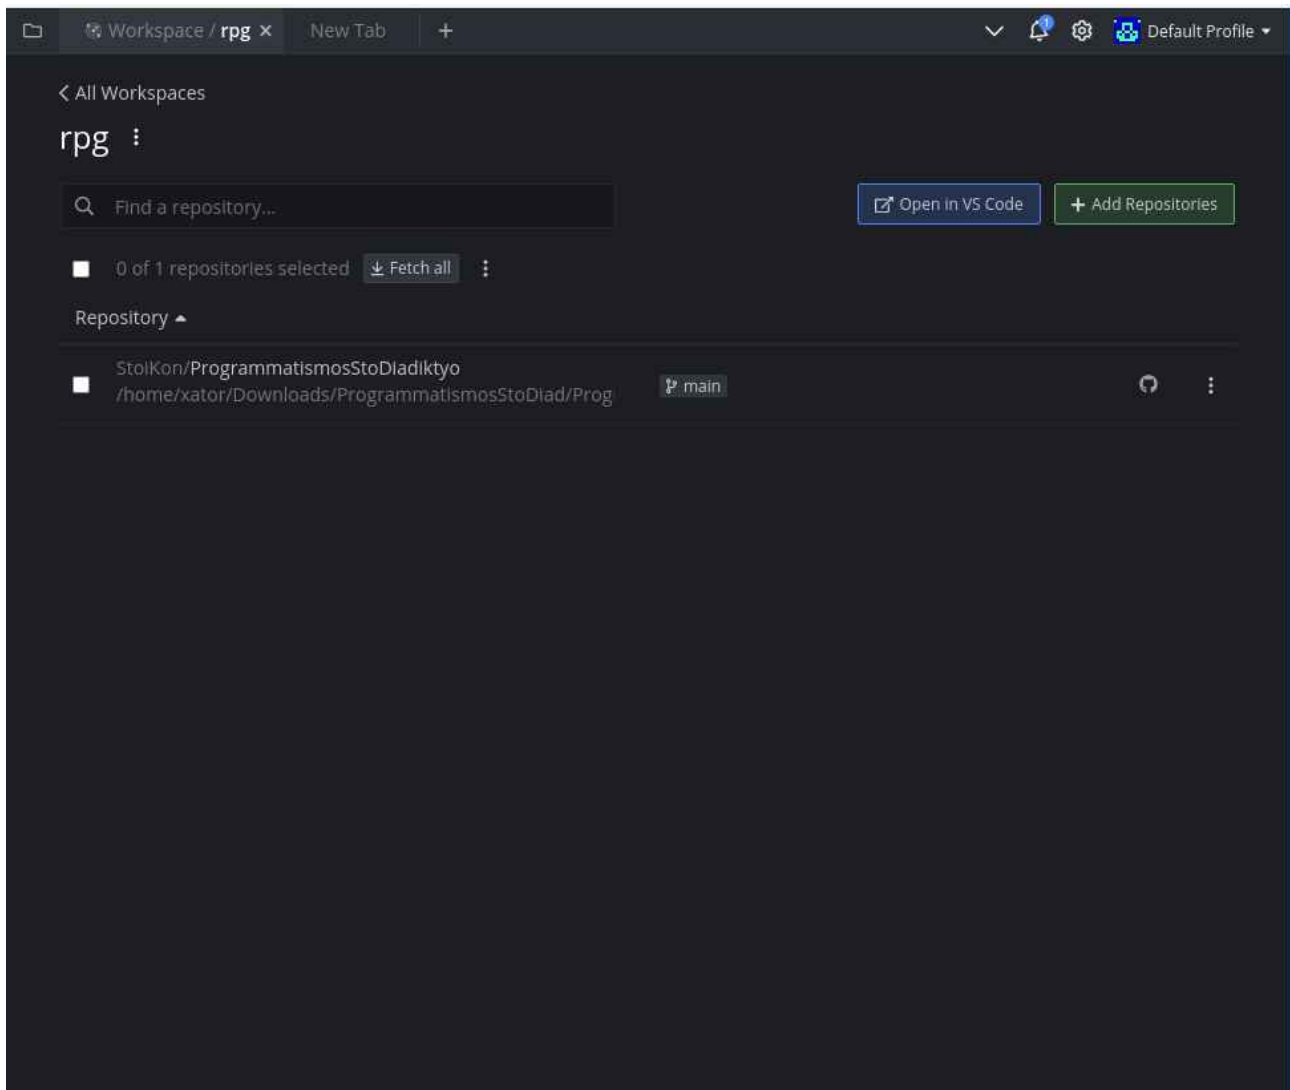 Workspace / rpg
New Tab
1
Default Profile
All Workspaces
rpg
Find a repository...
Open in VS Code
Add Repositories
0 of 1 repositories selected
Fetch all
Repository
StoiKon/ProgrammatismosStoDiadiktyo
main
/home/xator/Downloads/ProgrammatismosStoDiad/Prog